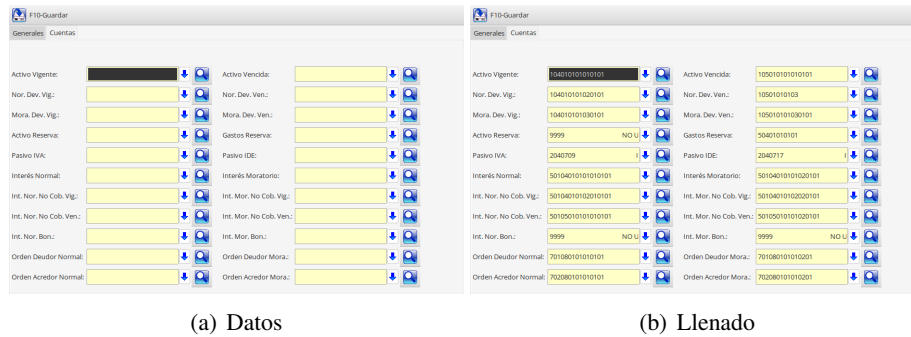 F10-Guardar
Generales Cuentas
Activo Vigente: Activo Vencida:
Nor. Dev. Vig.: Nor. Dev. Ven.:
Mora. Dev. Vig.: Mora. Dev. Ven.:
Activo Reserva: Gastos Reserva:
Pasivo IVA: Pasivo IDE:
Interés Normal: Interés Moratorio:
Int. Nor. No Cob. Vig.: Int. Mor. No Cob. Vig.:
Int. Nor. No Cob. Ven.: Int. Mor. No Cob. Ven.:
Int. Nor. Bon.: Int. Mor. Bon.:
Orden Deudor Normal: Orden Deudor Mora.:
Orden Acredor Normal: Orden Acredor Mora.:
(a) Datos
F10-Guardar
Generales Cuentas
Activo Vigente: 104010101010101 Activo Vencida: 105010101010101
Nor. Dev. Vig.: 104010101020101 Nor. Dev. Ven.: 10501010103
Mora. Dev. Vig.: 104010101030101 Mora. Dev. Ven.: 105010101030101
Activo Reserva: 9999 NO U Gastos Reserva: 50401010101
Pasivo IVA: 2040709 I Pasivo IDE: 2040717 I
Interés Normal: 50104010101010101 Interés Moratorio: 50104010101020101
Int. Nor. No Cob. Vig.: 50104010102010101 Int. Mor. No Cob. Vig.: 50104010102020101
Int. Nor. No Cob. Ven.: 50105010101010101 Int. Mor. No Cob. Ven.: 50105010101020101
Int. Nor. Bon.: 9999 NO U Int. Mor. Bon.: 9999 NO U
Orden Deudor Normal: 701080101010101 Orden Deudor Mora.: 701080101010201
Orden Acredor Normal: 702080101010101 Orden Acredor Mora.: 702080101010201
(b) Llenado